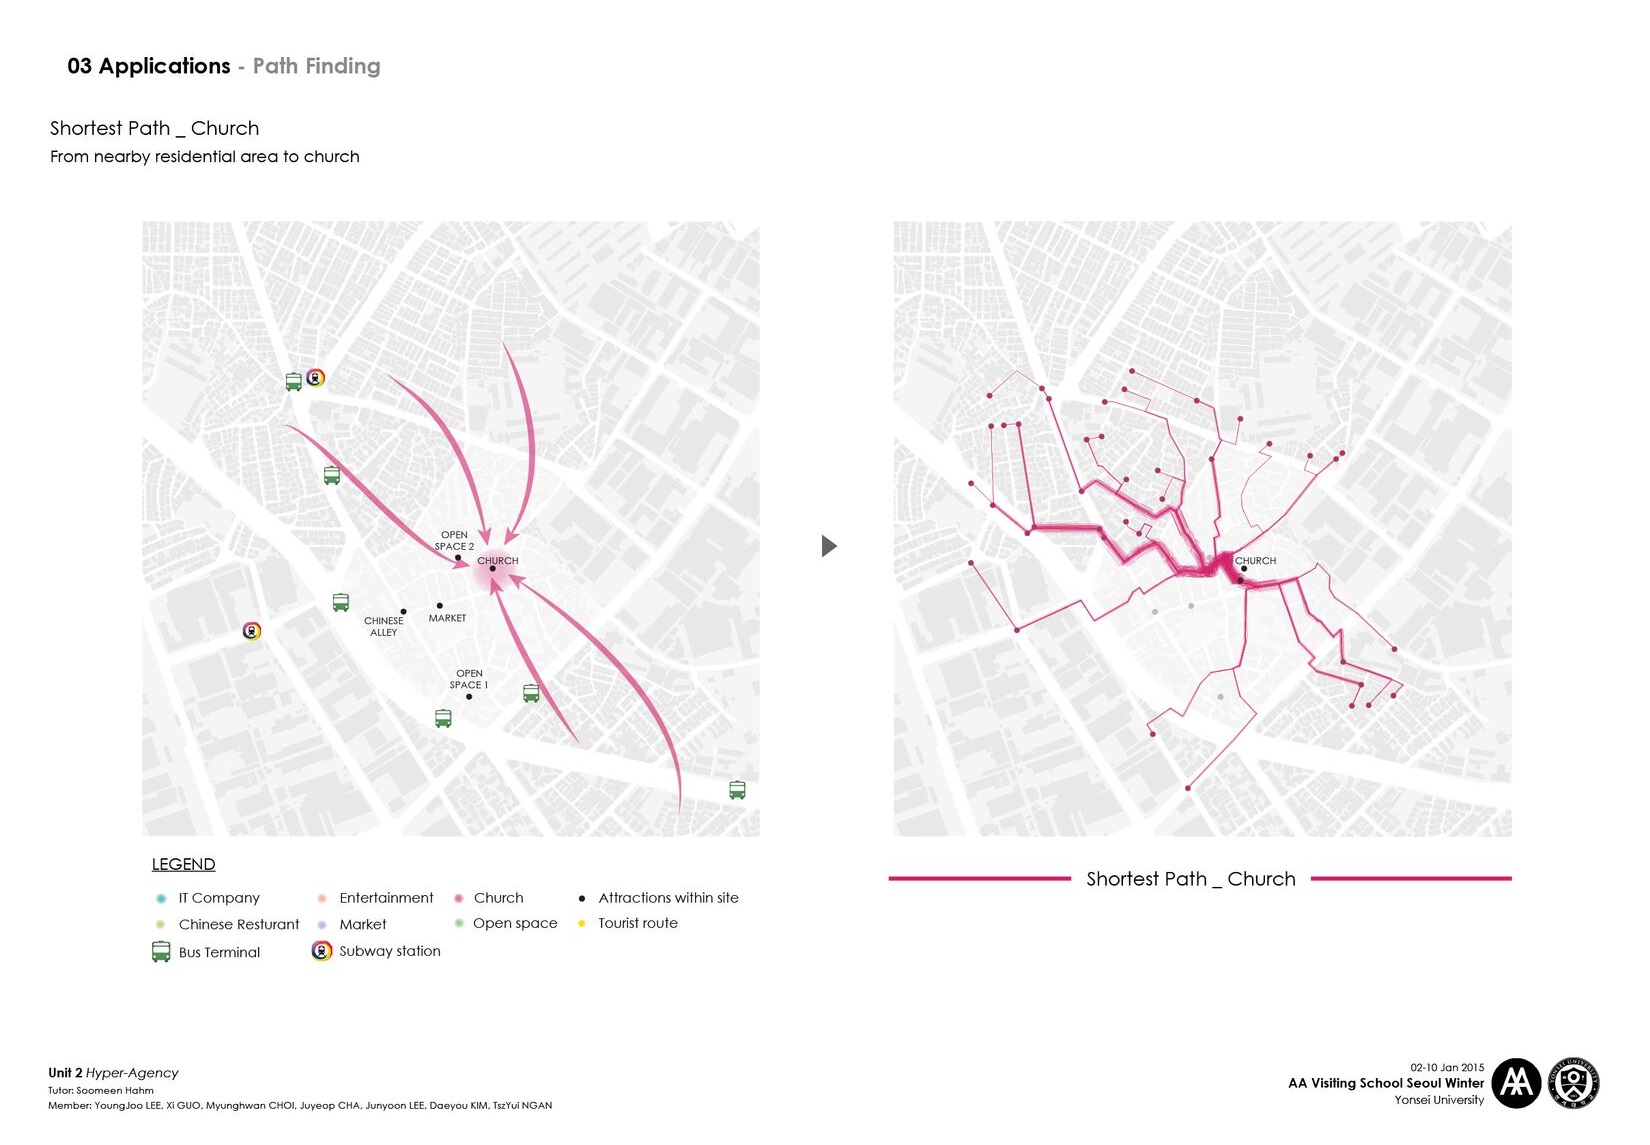 03 Applications - Path Finding
Shortest Path _ Church
From nearby residential area to church
OPEN
SPACE 2
CHURCH
CHINESE
ALLEY
MARKET
OPEN
SPACE 1
CHURCH
LEGEND
IT Company
Entertainment
Church
Attractions within site
Chinese Resturant
Market
Open space
Tourist route
Bus Terminal
Subway station
Shortest Path _ Church
Unit 2 Hyper-Agency
Tutor: Soomeen Hahm
Member: YoungJoo LEE, Xi GUO, Myunghwan CHOI, Juyeop CHA, Junyoon LEE, Daeyou KIM, TszYui NGAN
02-10 Jan 2015
AA Visiting School Seoul Winter
Yonsei University
AA